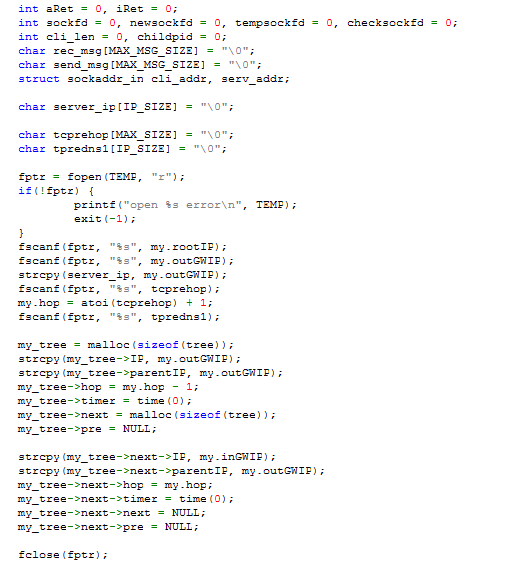 int aRet = 0, iRet = 0;
int sockfd = 0, newsockfd = 0, tempsockfd = 0, checksockfd = 0;
int cli_len = 0, childpid = 0;
char rec_msg[MAX_MSG_SIZE] = "\0";
char send_msg[MAX_MSG_SIZE] = "\0";
struct sockaddr_in cli_addr, serv_addr;
char server_ip[IP_SIZE] = "\0";
char tcprehop[MAX_SIZE] = "\0";
char tpredns1[IP_SIZE] = "\0";
fptr = fopen(TEMP, "r");
if(!fptr) {
printf("open %s error\n", TEMP);
exit(-1);
}
fscanf(fptr, "%s", my.rootIP);
fscanf(fptr, "%s", my.outGWIP);
strcpy(server_ip, my.outGWIP);
fscanf(fptr, "%s", tcprehop);
my.hop = atoi(tcprehop) + 1;
fscanf(fptr, "%s", tpredns1);
my_tree = malloc(sizeof(tree));
strcpy(my_tree->IP, my.outGWIP);
strcpy(my_tree->parentIP, my.outGWIP);
my_tree->hop = my.hop - 1;
my_tree->timer = time(0);
my_tree->next = malloc(sizeof(tree));
my_tree->pre = NULL;
strcpy(my_tree->next->IP, my.inGWIP);
strcpy(my_tree->next->parentIP, my.outGWIP);
my_tree->next->hop = my.hop;
my_tree->next->timer = time(0);
my_tree->next->next = NULL;
my_tree->next->pre = NULL;
fclose(fptr);